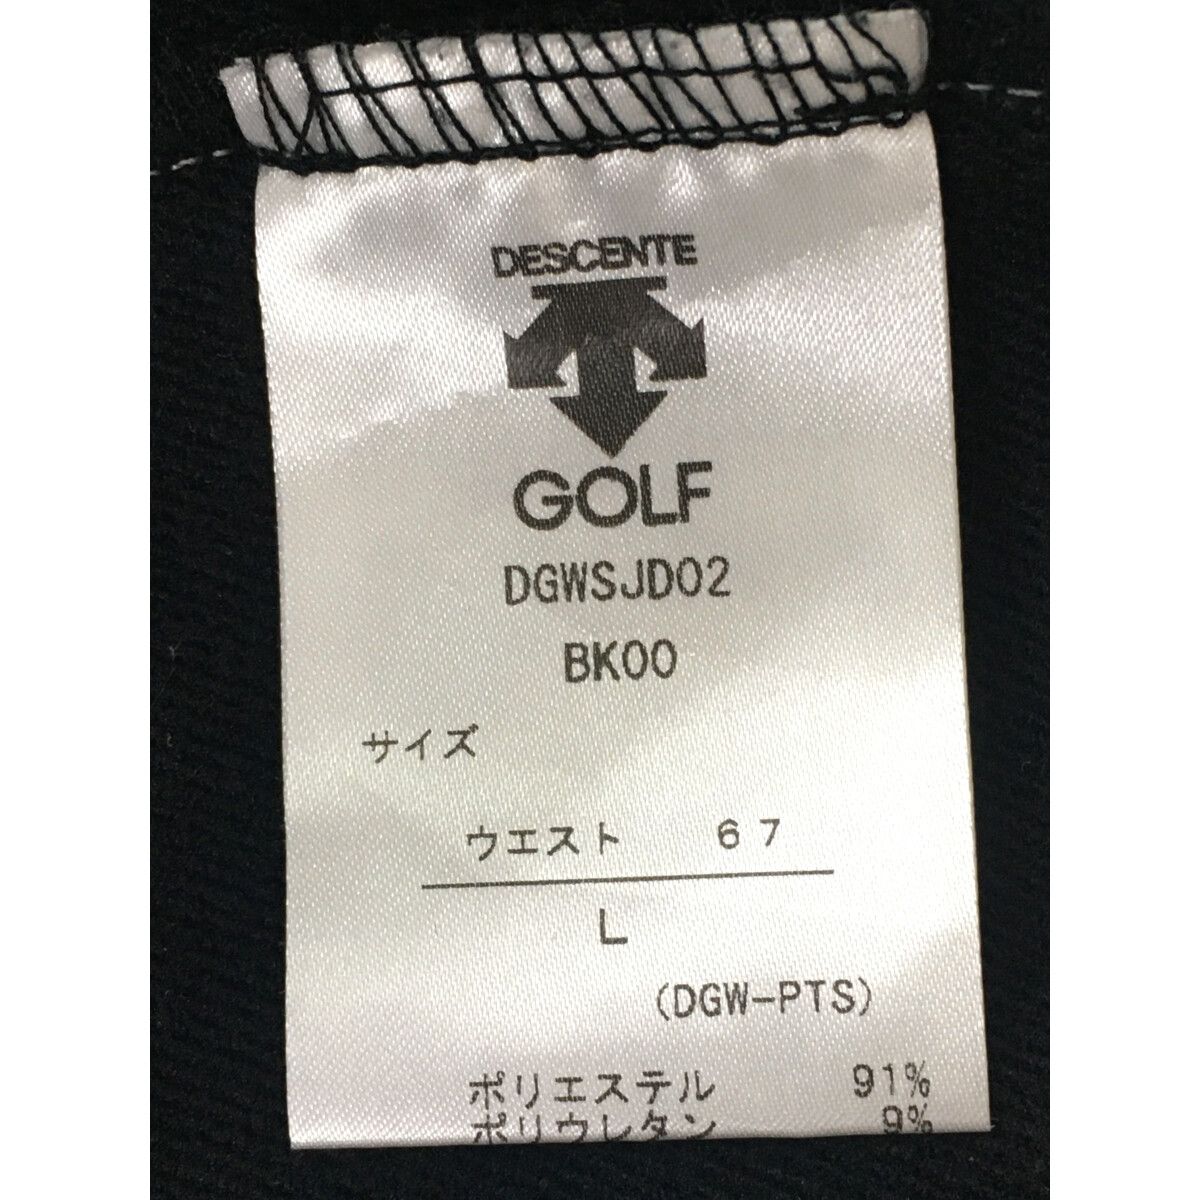 DESCENTE
GOLF
DGWSJD02
BK00
サイズ
ウエスト 67
L
(DGW-PTS)
ポリエステル 91%
ポリウレタン 9%